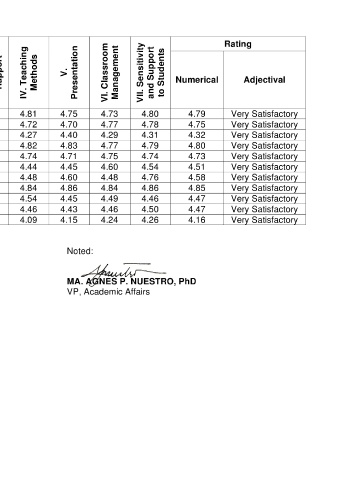 Rapport
IV. Teaching Methods
V. Presentation
VI. Classroom Management
VII. Sensitivity and Support to Students
Rating
Numerical Adjectival
4.81 4.75 4.73 4.80 4.79 Very Satisfactory
4.72 4.70 4.77 4.78 4.75 Very Satisfactory
4.27 4.40 4.29 4.31 4.32 Very Satisfactory
4.82 4.83 4.77 4.79 4.80 Very Satisfactory
4.74 4.71 4.75 4.74 4.73 Very Satisfactory
4.44 4.45 4.60 4.54 4.51 Very Satisfactory
4.48 4.60 4.48 4.76 4.58 Very Satisfactory
4.84 4.86 4.84 4.86 4.85 Very Satisfactory
4.54 4.45 4.49 4.46 4.47 Very Satisfactory
4.46 4.43 4.46 4.50 4.47 Very Satisfactory
4.09 4.15 4.24 4.26 4.16 Very Satisfactory
Noted:
MA. AGNES P. NUESTRO, PhD
VP, Academic Affairs